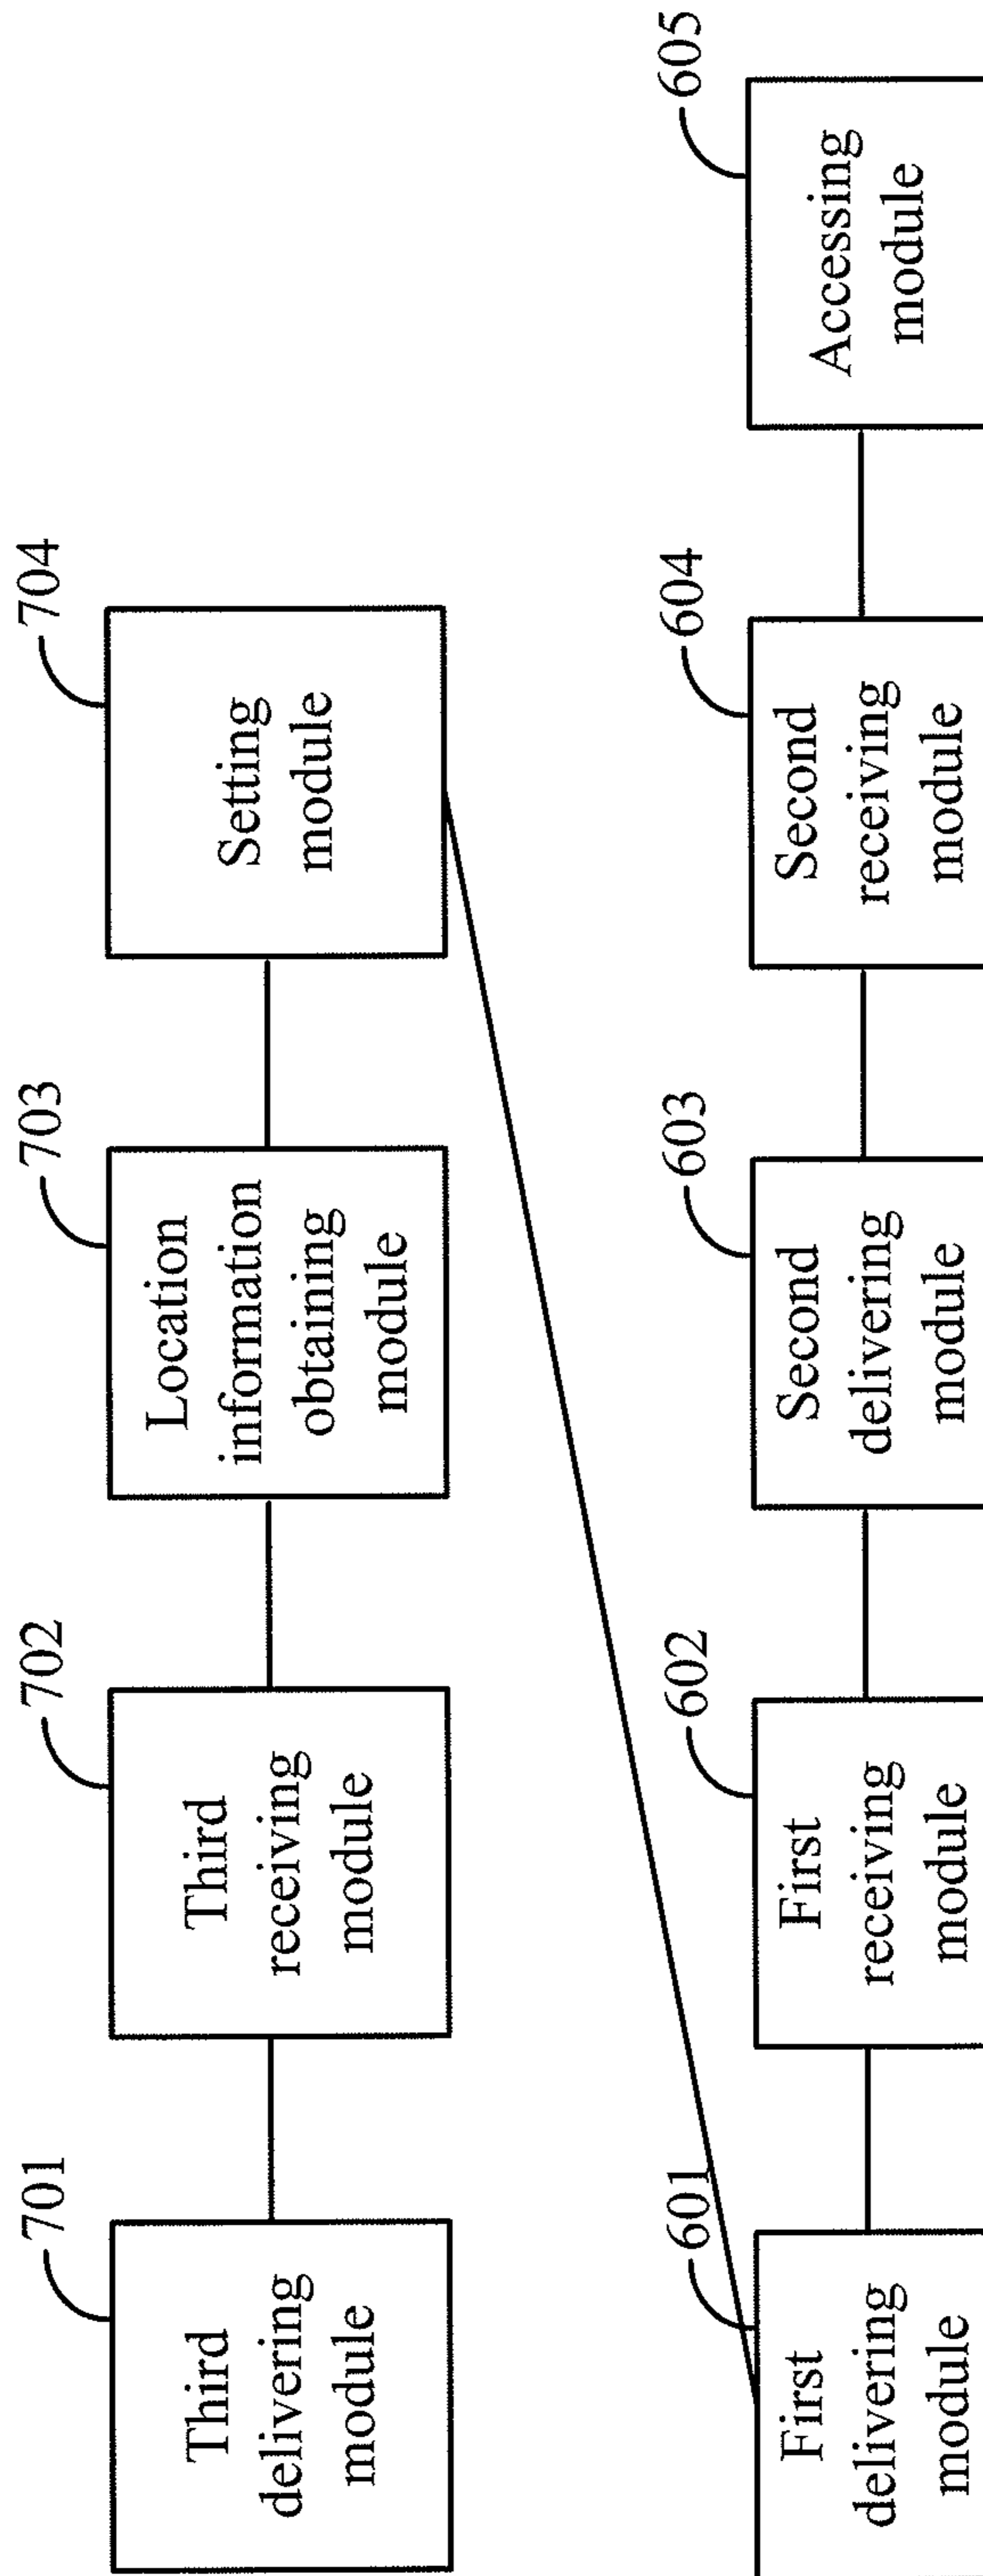 701
Third
delivering
module
702
Third
receiving
module
703
Location
information
obtaining
module
704
Setting
module
601
First
delivering
module
602
First
receiving
module
603
Second
delivering
module
604
Second
receiving
module
605
Accessing
module